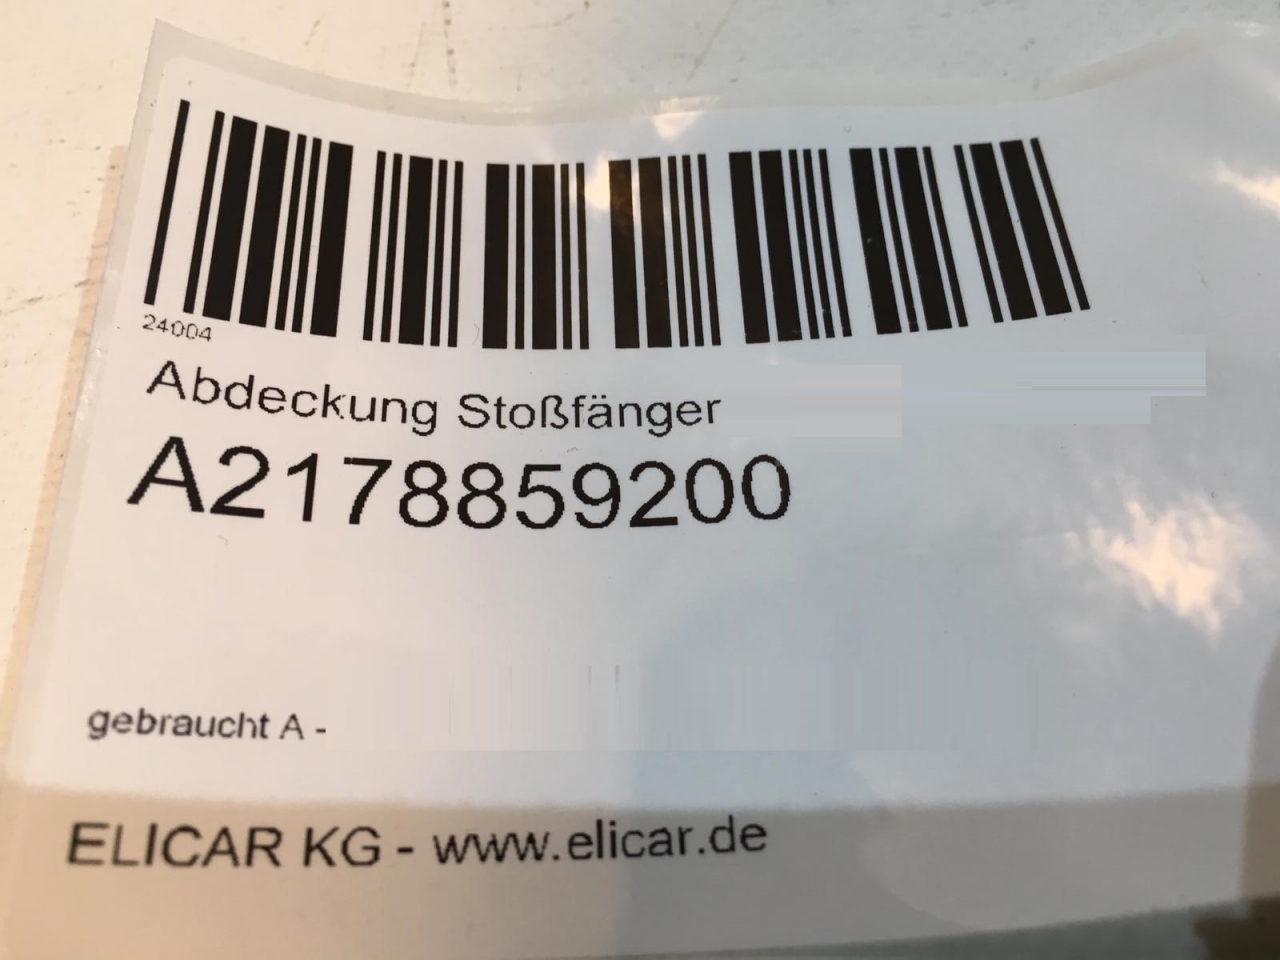 24004
Abdeckung Stoßfänger
A2178859200
gebraucht A -
ELICAR KG - www.elicar.de